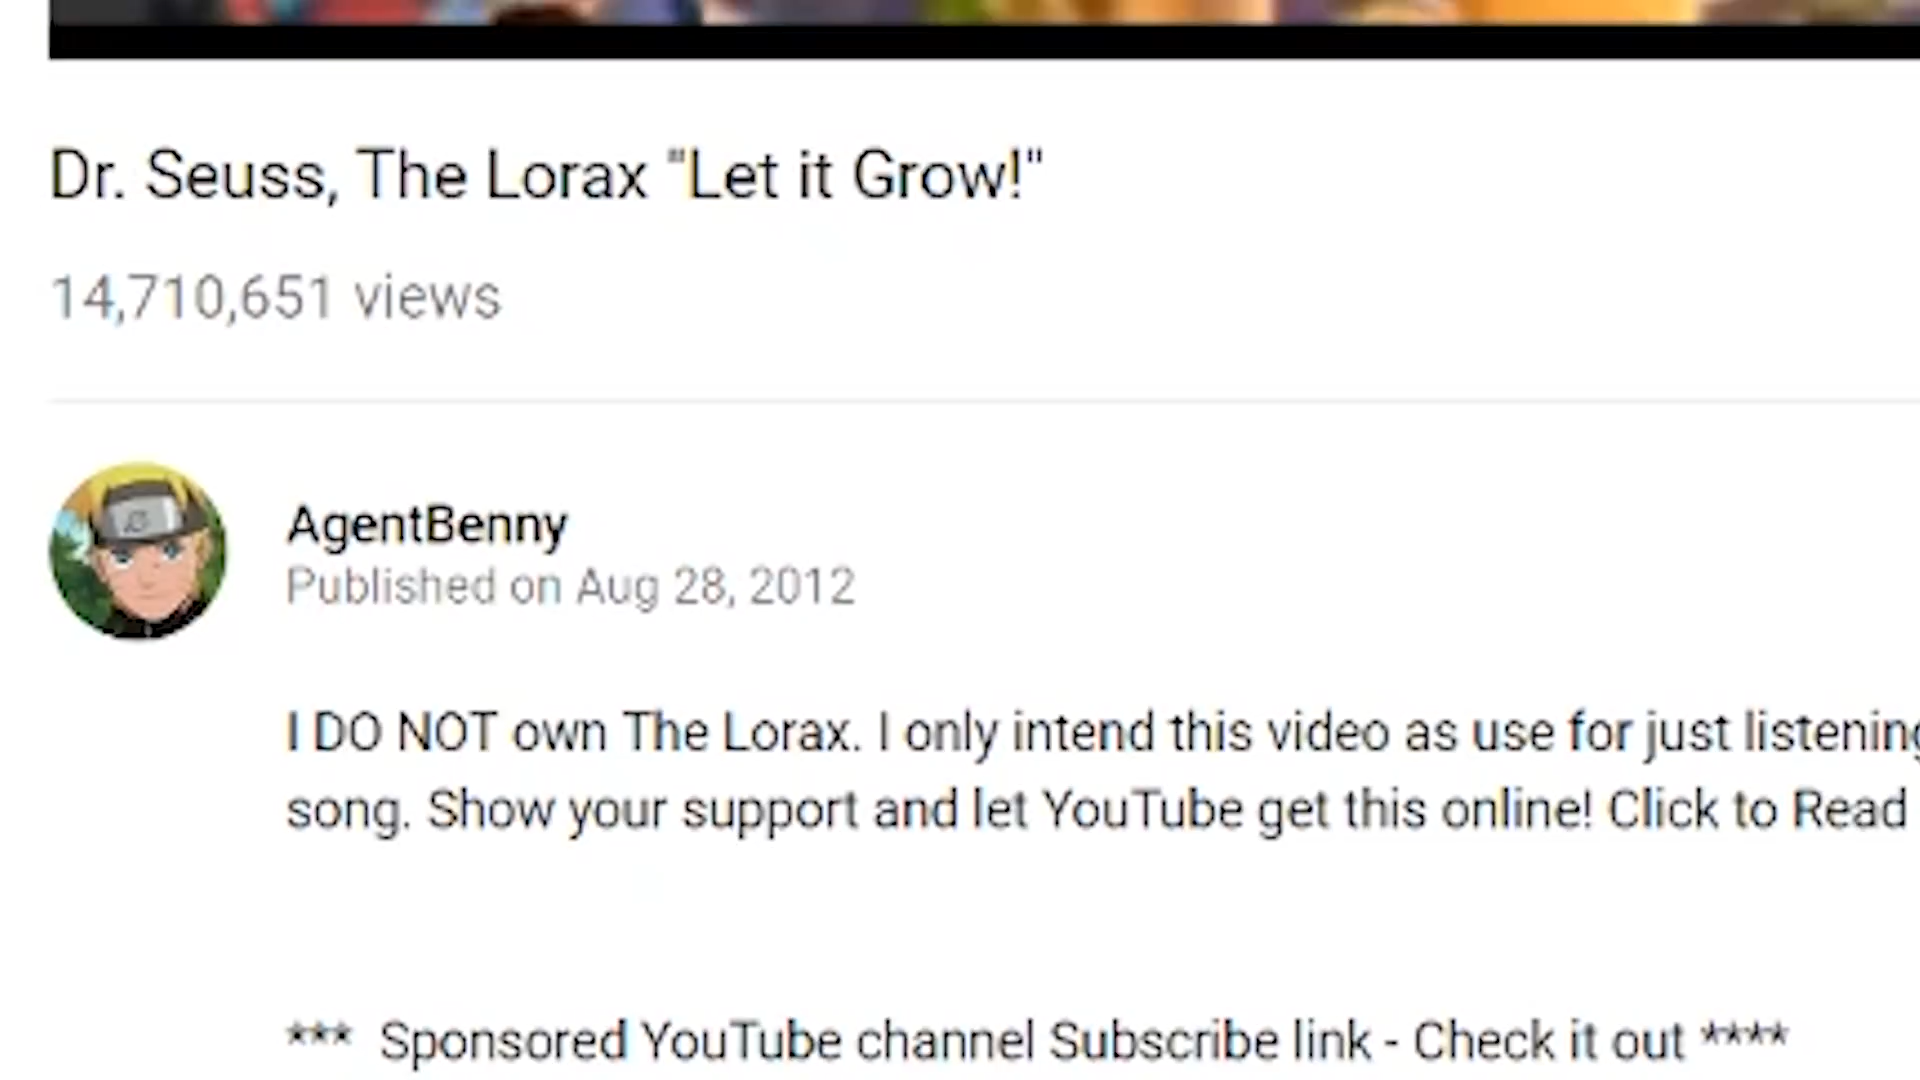 Dr. Seuss, The Lorax "Let it Grow!"
14,710,651 views
AgentBenny
Published on Aug 28, 2012
I DO NOT own The Lorax. I only intend this video as use for just listening
song. Show your support and let YouTube get this online! Click to Read
*** Sponsored YouTube channel Subscribe link - Check it out ****